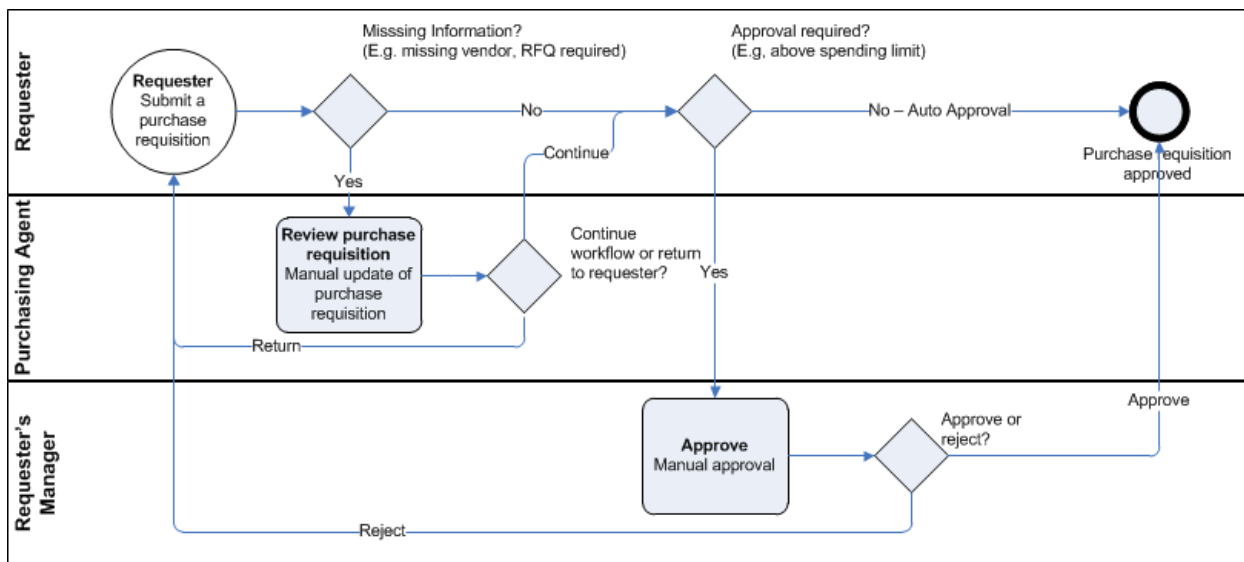 Requester
Misssing Information?
(E.g. missing vendor, RFQ required)
Approval required?
(E.g, above spending limit)
Requester
Submit a
purchase
requisition
No
No – Auto Approval
Continue
Purchase requisition
approved
Yes
Purchasing Agent
Review purchase
requisition
Manual update of
purchase
requisition
Continue
workflow or return
to requester?
Yes
Return
Requester's
Manager
Approve
Manual approval
Approve or
reject?
Approve
Reject